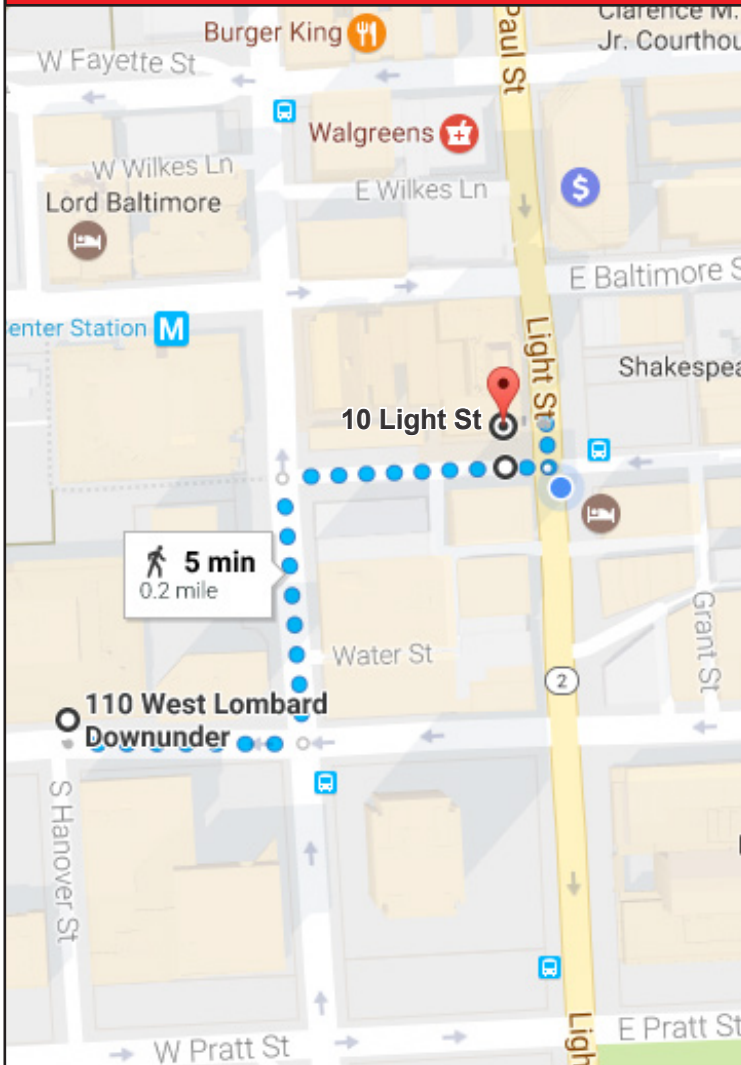 Clarence M.
Jr. Courthou
Burger King
Paul St
W Fayette St
Walgreens
W Wilkes Ln
E Wilkes Ln
Lord Baltimore
$
E Baltimore S
enter Station M
Light St
Shakespea
10 Light St
5 min
0.2 mile
Grant St
Water St
2
110 West Lombard
Downunder
S Hanover St
Ligh
E Pratt St
W Pratt St